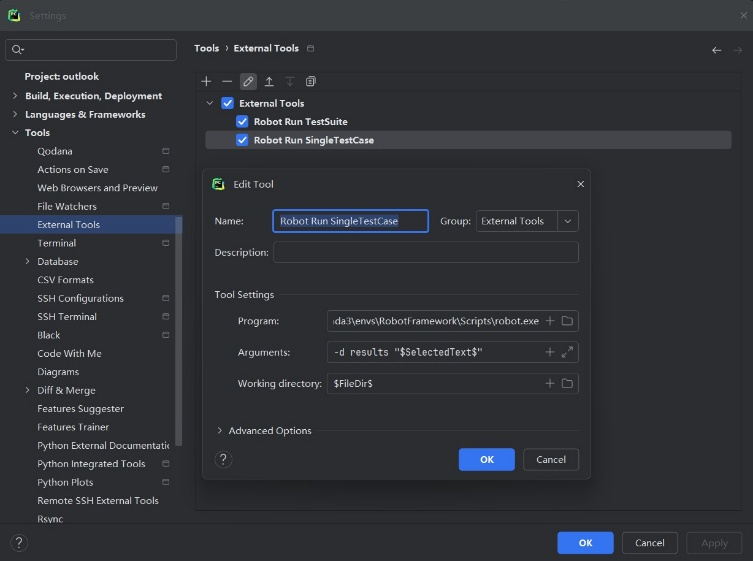 Settings
Tools › External Tools
Project: outlook
Build, Execution, Deployment
Languages & Frameworks
Tools
Qodana
Actions on Save
Web Browsers and Preview
File Watchers
External Tools
Terminal
Database
CSV Formats
SSH Configurations
SSH Terminal
Black
Code With Me
Diagrams
Diff & Merge
Features Suggester
Features Trainer
Python External Documentatic
Python Integrated Tools
Python Plots
Remote SSH External Tools
Rsync
External Tools
Robot Run TestSuite
Robot Run SingleTestCase
Edit Tool
Name: Robot Run SingleTestCase Group: External Tools
Description:
Tool Settings
Program: da3\envs\RobotFramework\Scripts\robot.exe
Arguments: -d results "$SelectedText$"
Working directory: $FileDir$
Advanced Options
? OK Cancel
? OK Cancel Apply